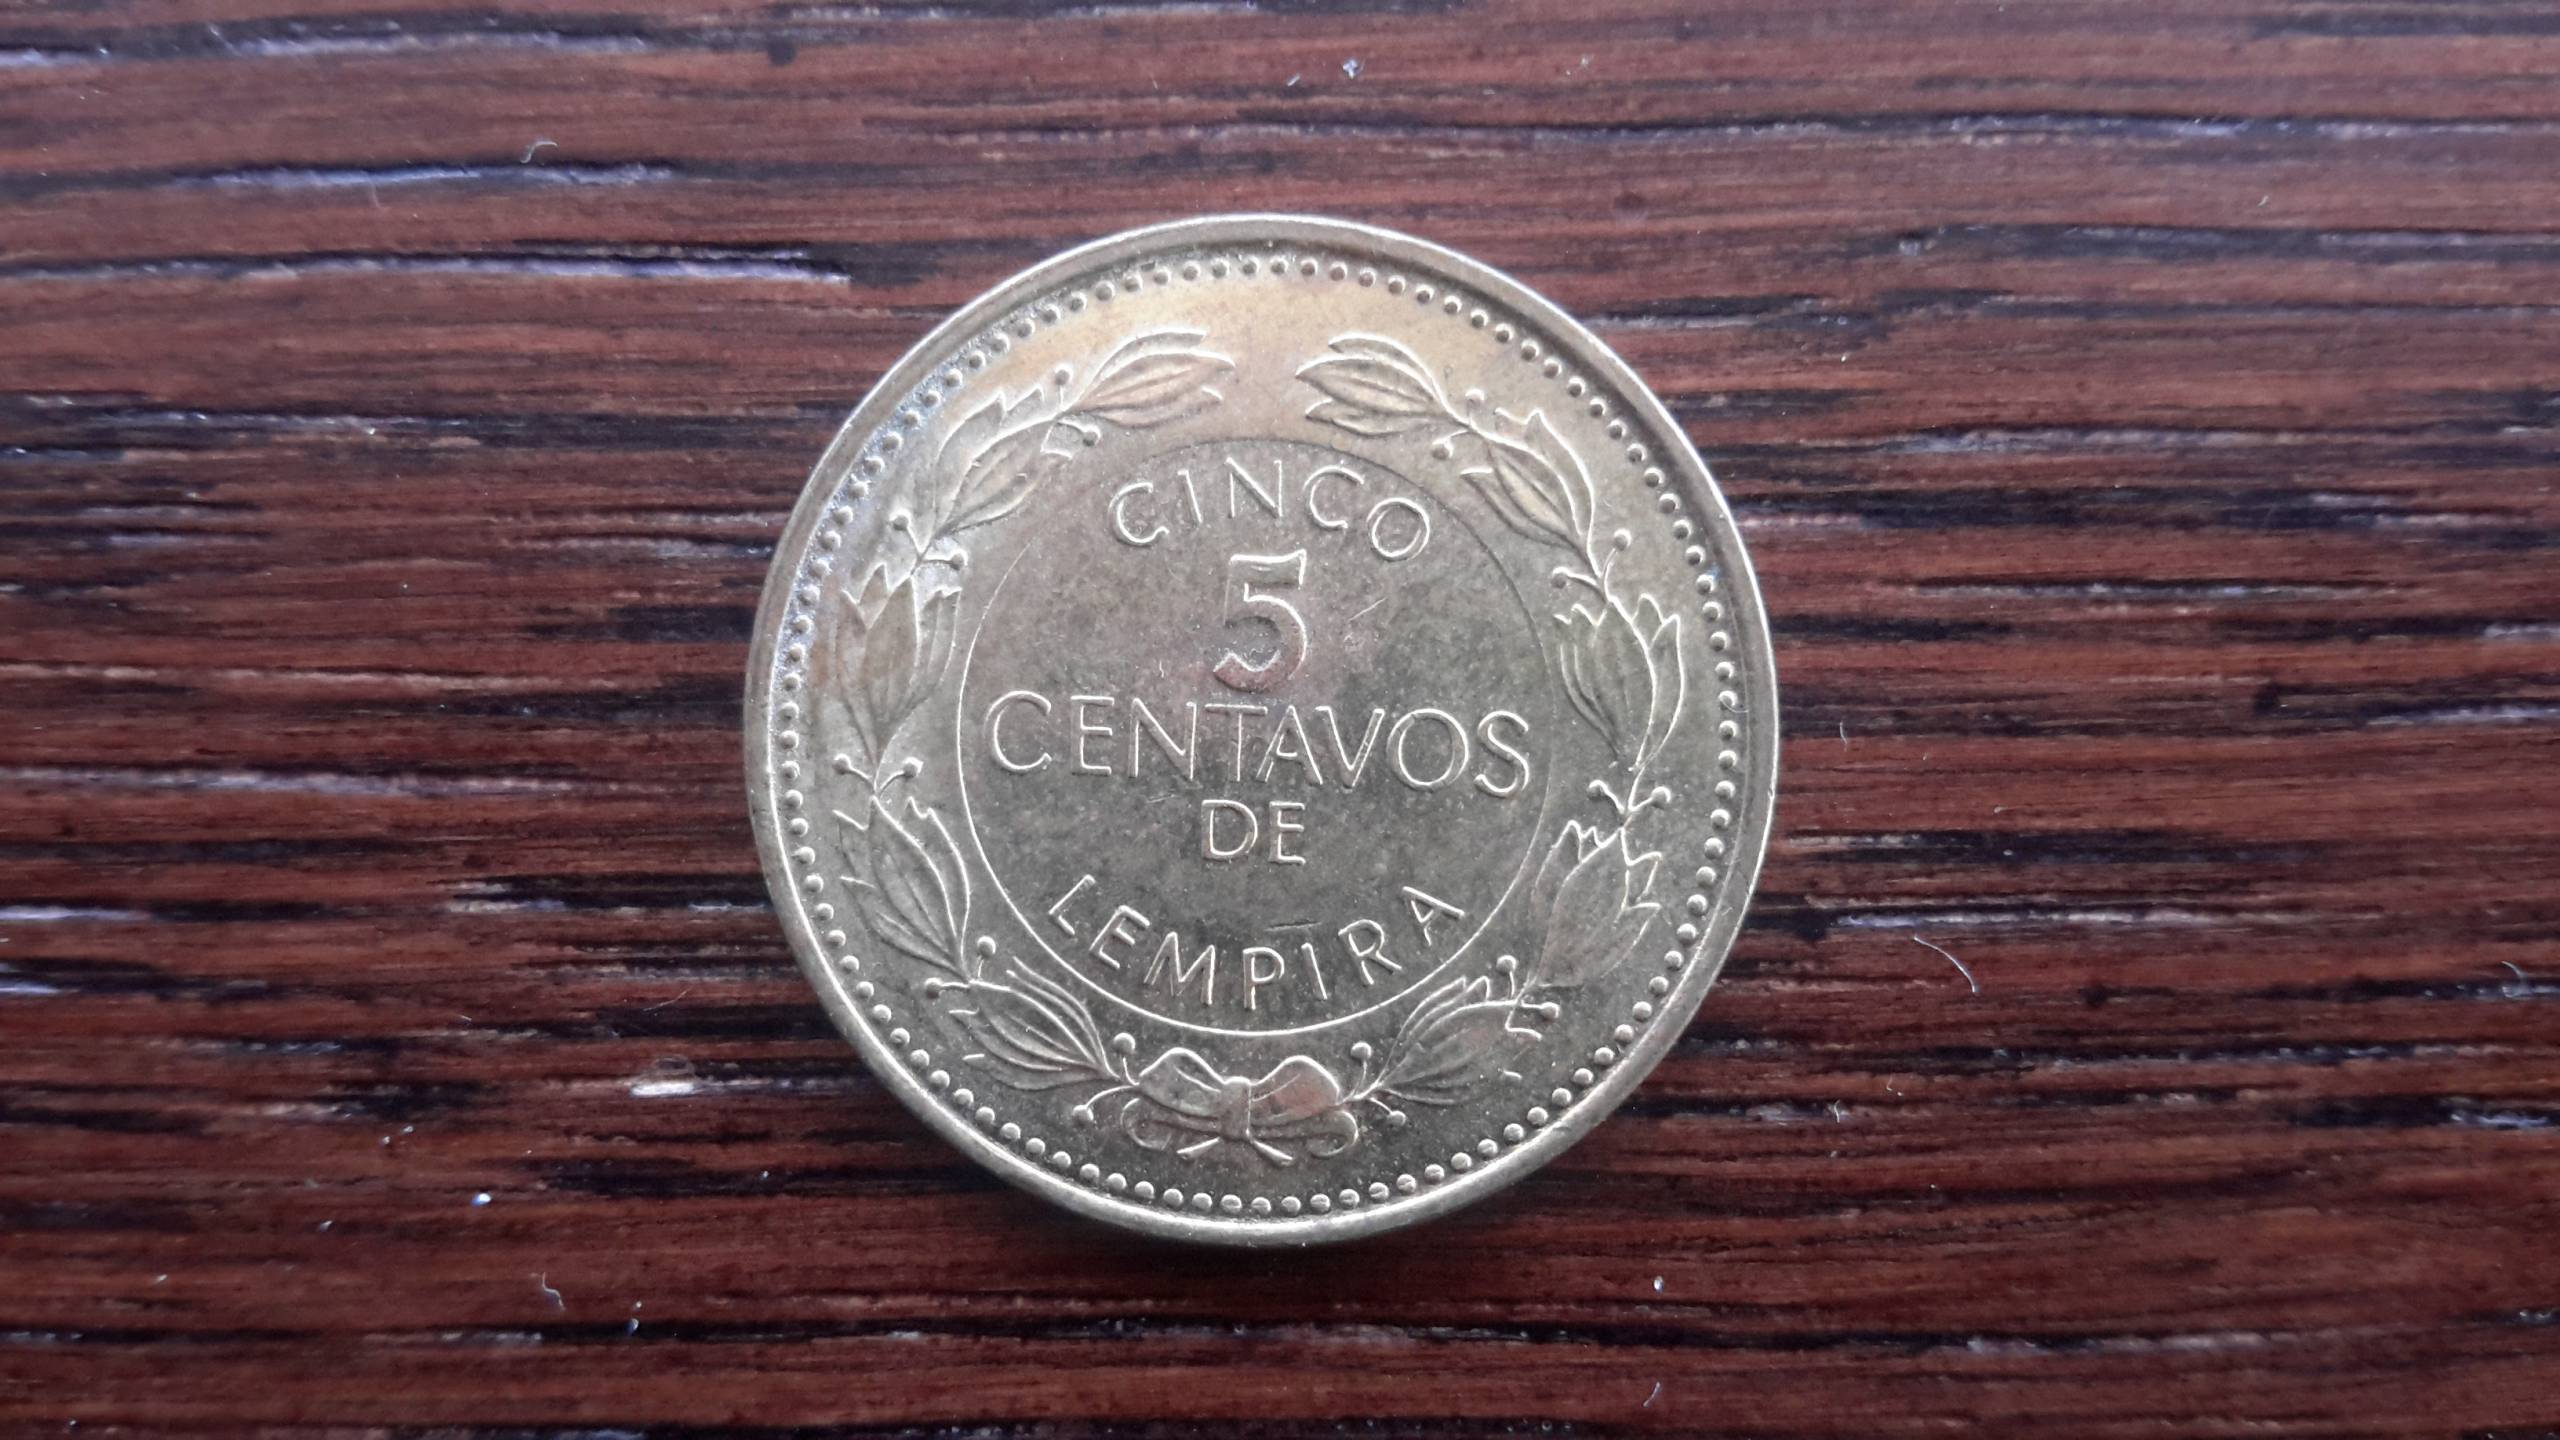 CINCO
5
CENTAVOS
DE
LEMPIRA